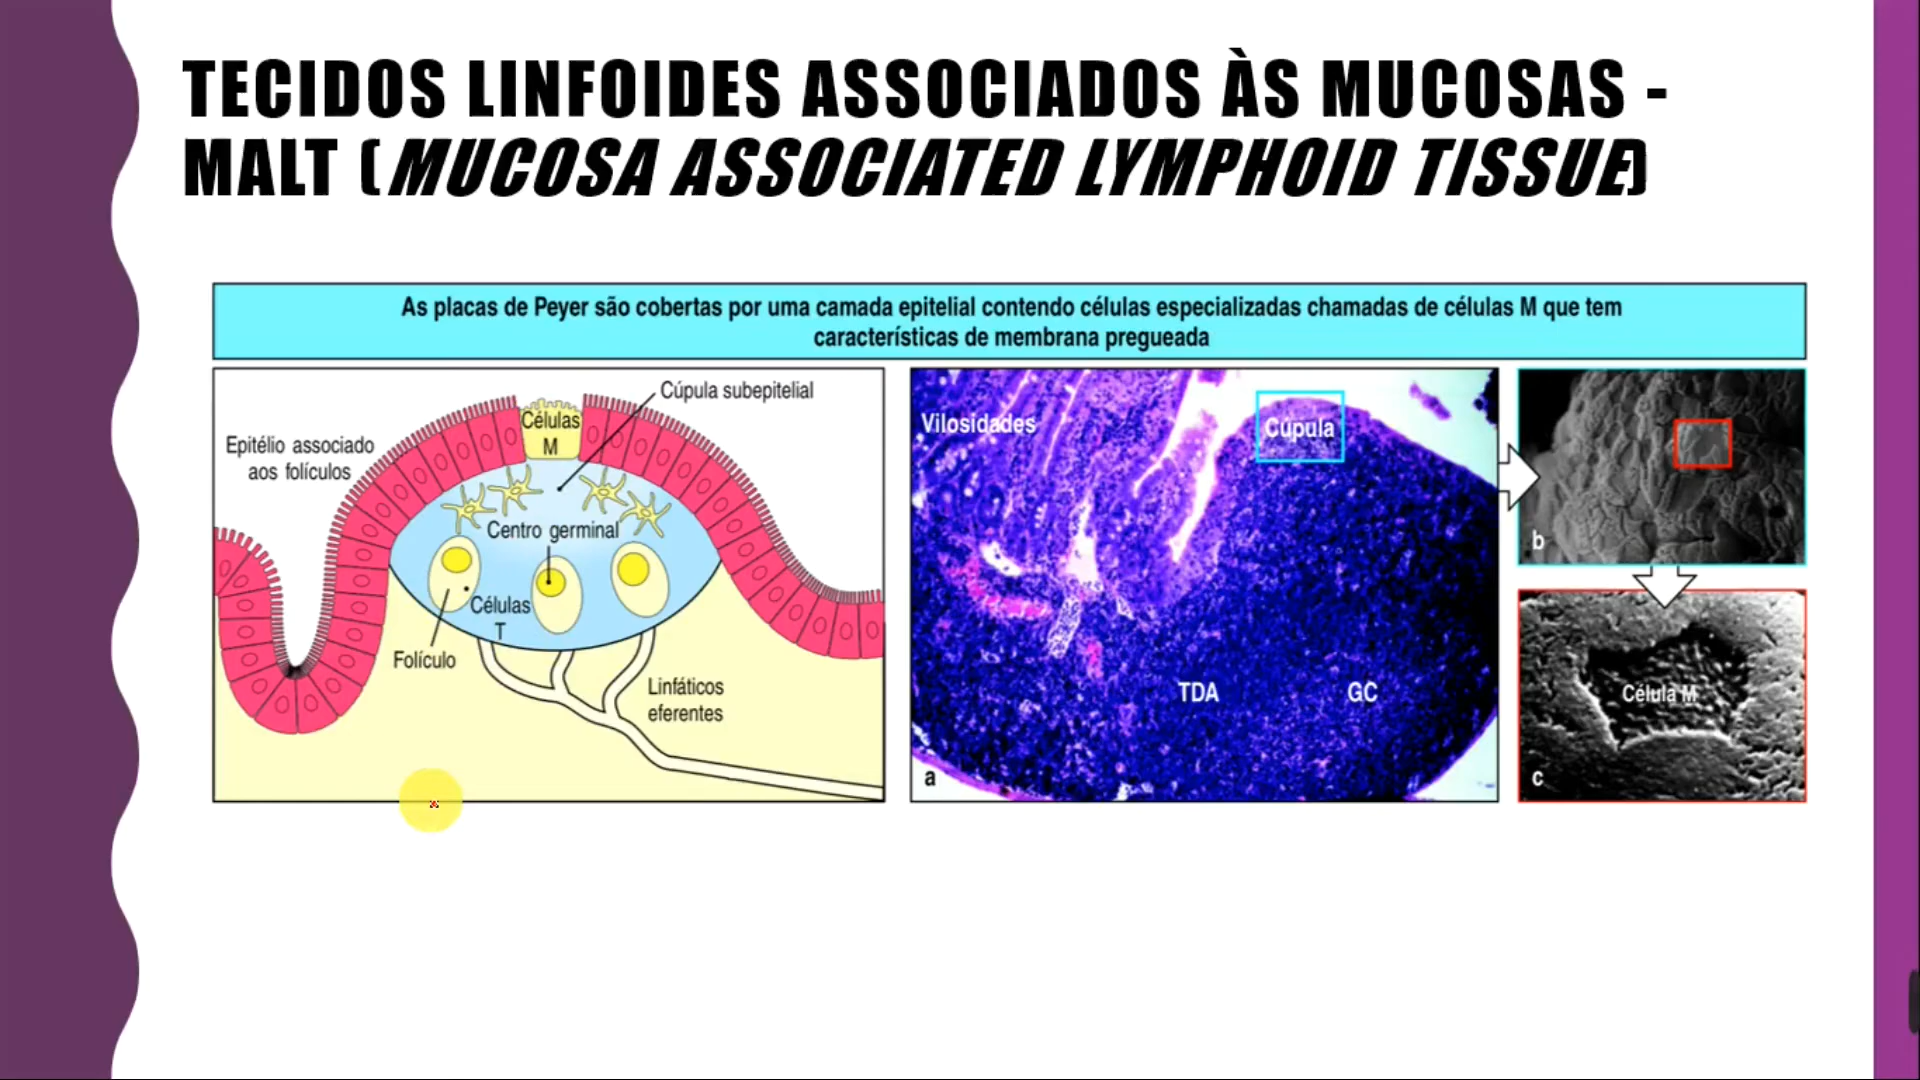 TECIDOS LINFOIDES ASSOCIADOS ÀS MUCOSAS -
MALT (MUCOSA ASSOCIATED LYMPHOID TISSUE)
As placas de Peyer são cobertas por uma camada epitelial contendo células especializadas chamadas de células M que tem
características de membrana pregueada
Cúpula subepitelial
Células
M
Epitélio associado
aos folículos
Centro germinal
Células
T
Folículo
Linfáticos
eferentes
Vilosidades
Cúpula
TDA
GC
a
b
Célula M
c